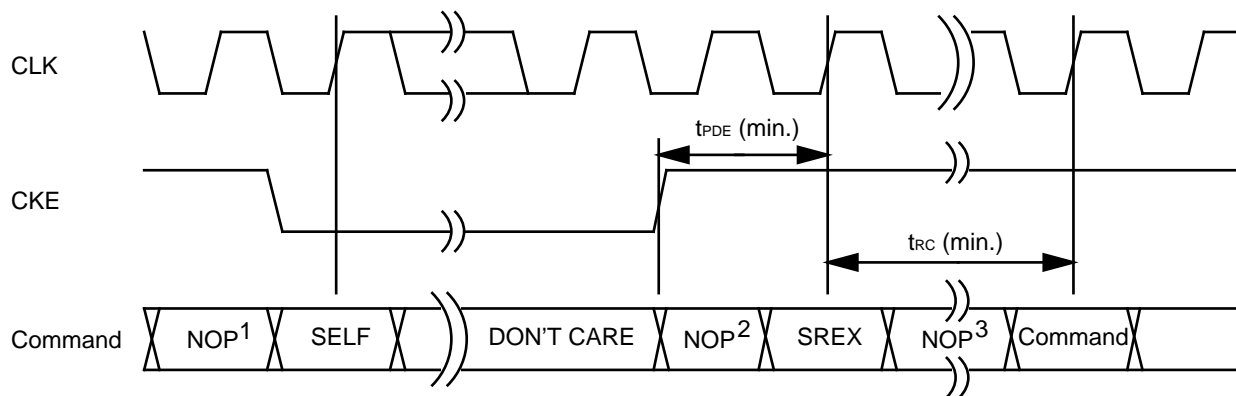 CLK
tPDE (min.)
CKE
tRC (min.)
Command NOP1 SELF DON'T CARE NOP2 SREX NOP3 Command